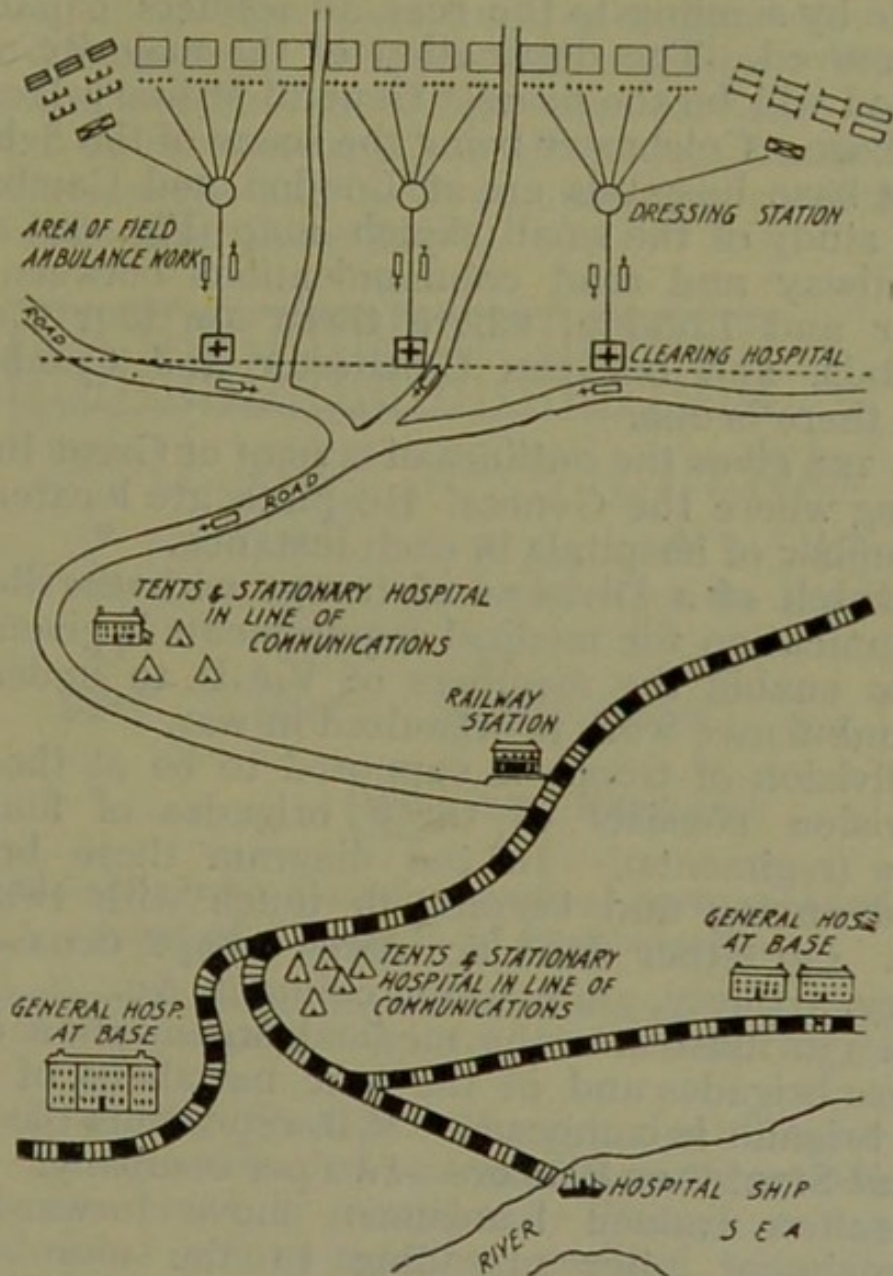 AREA OF FIELD
AMBULANCE WORK
DRESSING STATION
ROAD
CLEARING HOSPITAL
ROAD
TENTS & STATIONARY HOSPITAL
IN LINE OF
COMMUNICATIONS
RAILWAY
STATION
GENERAL HOSP.
AT BASE
TENTS & STATIONARY
HOSPITAL IN LINE OF
COMMUNICATIONS
GENERAL HOSP.
AT BASE
HOSPITAL SHIP
SEA
RIVER